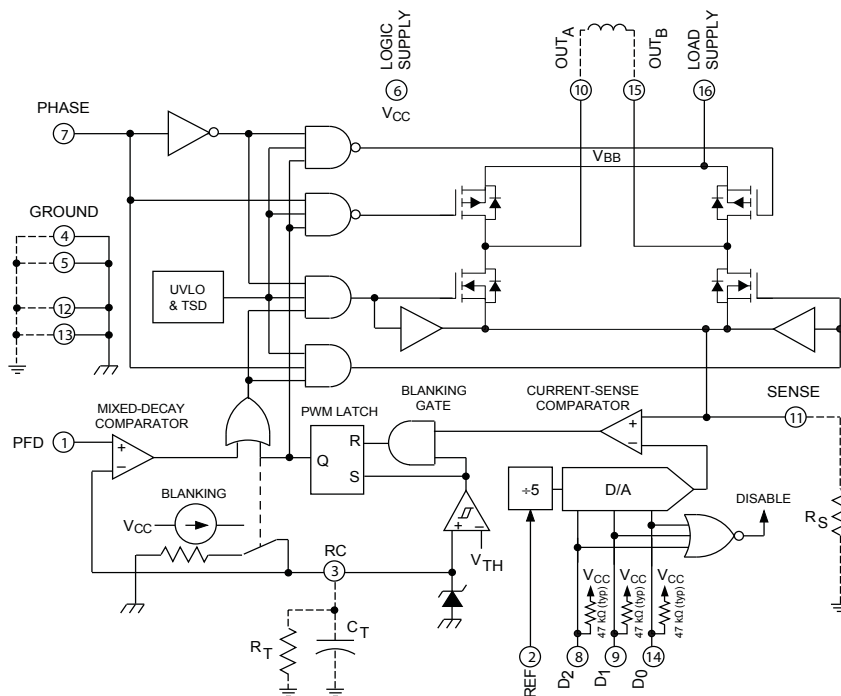 LOGIC
SUPPLY
6
VCC
OUTA
10
OUTB
15
LOAD
SUPPLY
16
PHASE
7
VBB
GROUND
4
5
12
13
UVLO
& TSD
MIXED-DECAY
COMPARATOR
PWM LATCH
BLANKING
GATE
CURRENT-SENSE
COMPARATOR
SENSE
11
PFD
1
+
–
R
Q
S
+
–
BLANKING
VCC
÷5
D/A
DISABLE
RS
+
–
VTH
RC
3
RT
CT
VCC
VCC
VCC
47 kΩ (typ)
47 kΩ (typ)
47 kΩ (typ)
2
8
9
14
REF
D2
D1
D0